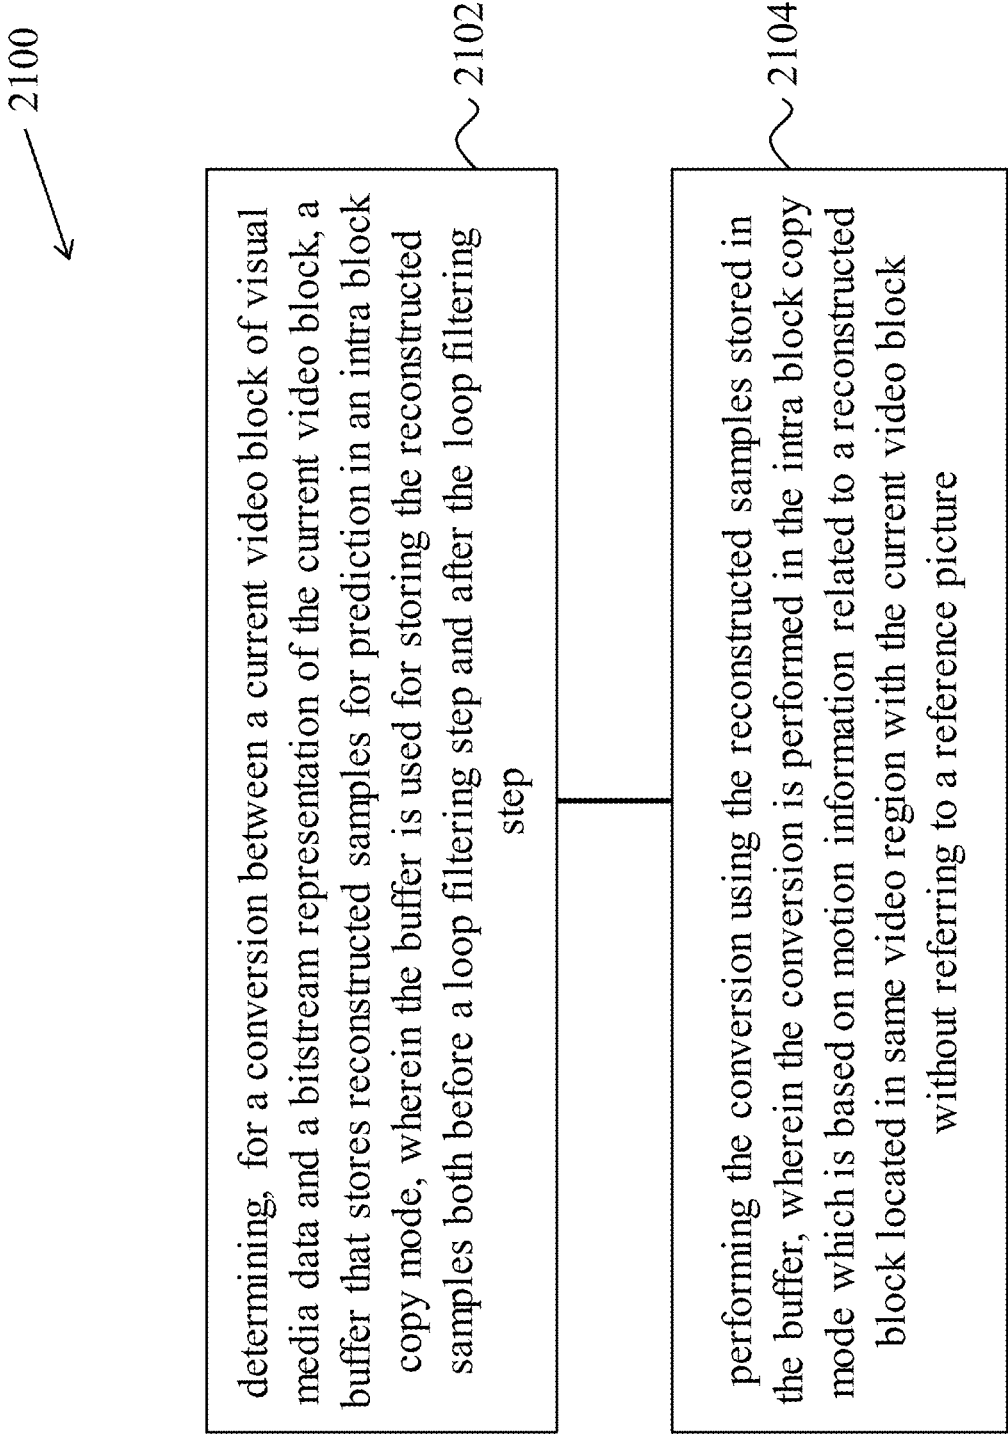 2100
determining, for a conversion between a current video block of visual
media data and a bitstream representation of the current video block, a
buffer that stores reconstructed samples for prediction in an intra block
copy mode, wherein the buffer is used for storing the reconstructed
samples both before a loop filtering step and after the loop filtering
step
2102
performing the conversion using the reconstructed samples stored in
the buffer, wherein the conversion is performed in the intra block copy
mode which is based on motion information related to a reconstructed
block located in same video region with the current video block
without referring to a reference picture
2104